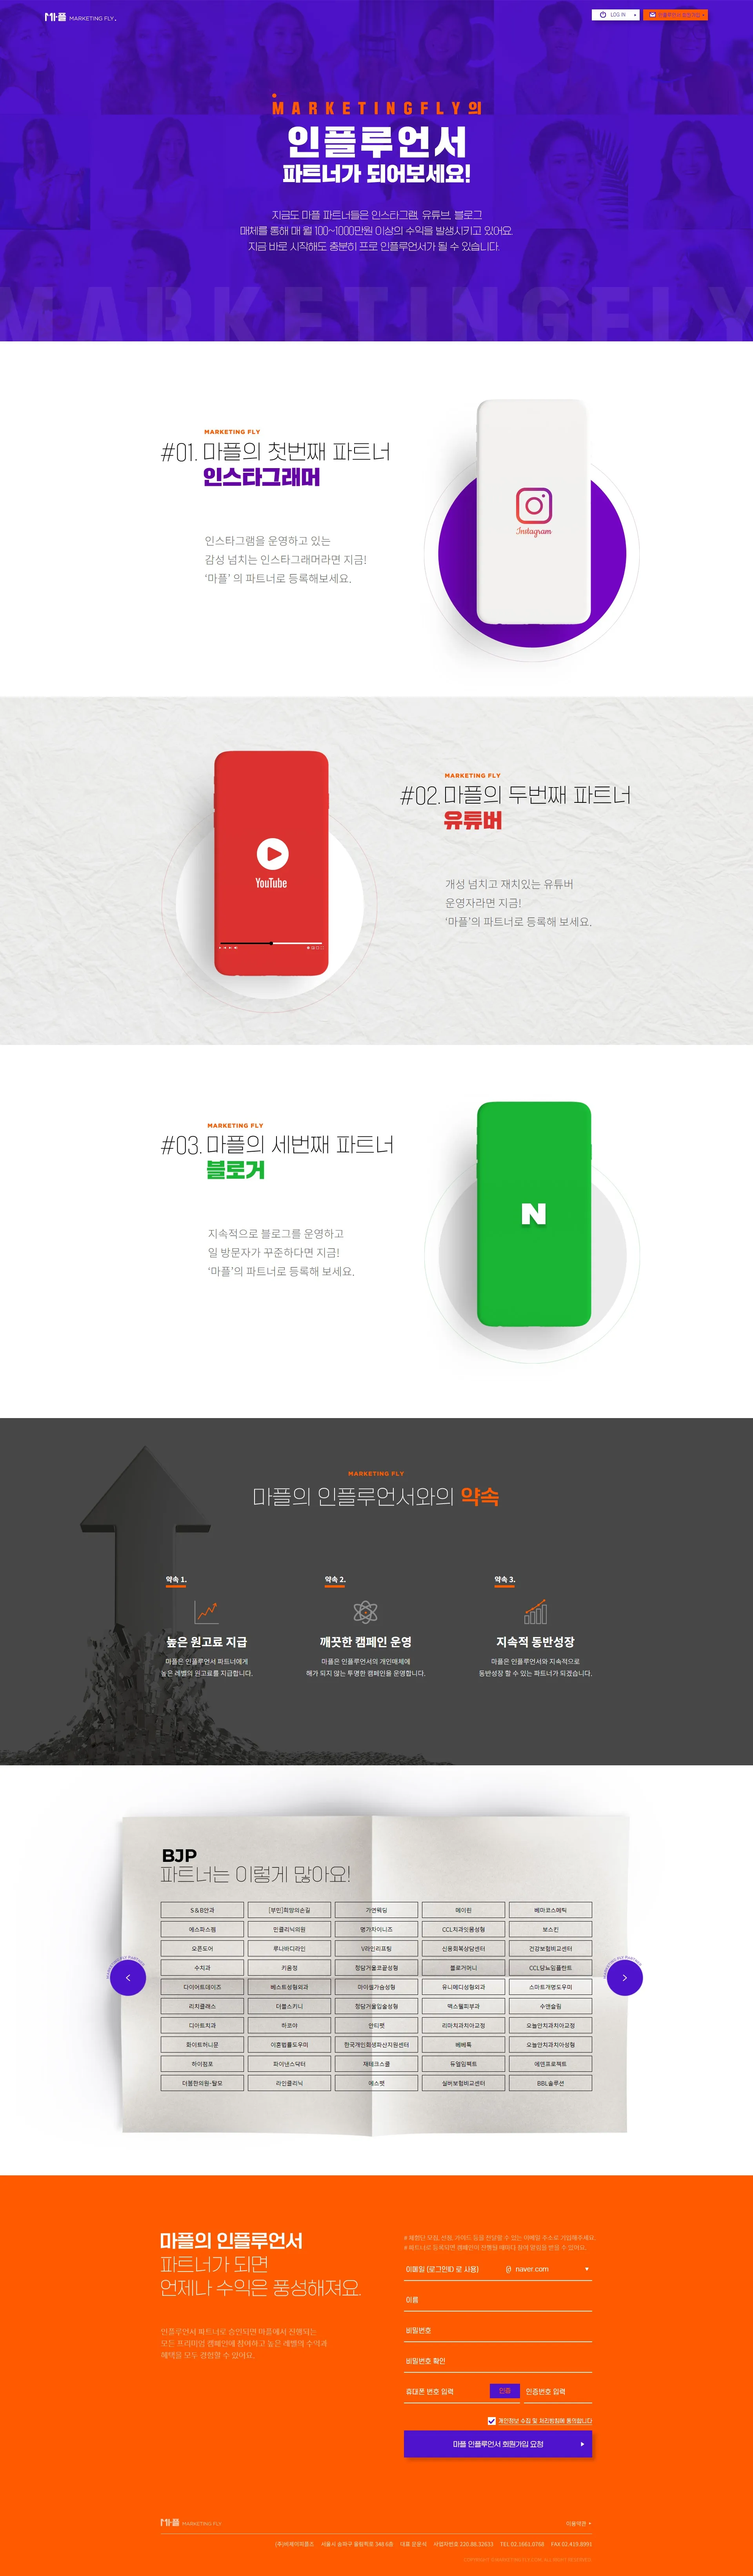 마플 MARKETING FLY.
LOG IN
MARKETINGFLY의
인플루언서
파트너가 되어보세요!
지금도 마플 파트너들은 인스타그램, 유튜브, 블로그
매체를 통해 매 월 100~1000만원 이상의 수익을 발생시키고 있어요.
지금 바로 시작해도 충분히 프로 인플루언서가 될 수 있습니다.
MARKETINGFLY
MARKETING FLY
#01. 마플의 첫번째 파트너
인스타그래머
인스타그램을 운영하고 있는
감성 넘치는 인스타그래머라면 지금!
‘마플’ 의 파트너로 등록해보세요.
Instagram
MARKETING FLY
#02. 마플의 두번째 파트너
유튜버
개성 넘치고 재치있는 유튜버
운영자라면 지금!
‘마플’의 파트너로 등록해 보세요.
YouTube
MARKETING FLY
#03. 마플의 세번째 파트너
블로거
지속적으로 블로그를 운영하고
일 방문자가 꾸준하다면 지금!
‘마플’의 파트너로 등록해 보세요.
N
MARKETING FLY
마플의 인플루언서와의 약속
약속 1.
높은 원고료 지급
마플은 인플루언서 파트너에게
높은 레벨의 원고료를 지급합니다.
약속 2.
깨끗한 캠페인 운영
마플은 인플루언서의 개인매체에
해가 되지 않는 투명한 캠페인을 운영합니다.
약속 3.
지속적 동반성장
마플은 인플루언서와 지속적으로
동반성장 할 수 있는 파트너가 되겠습니다.
BJP
파트너는 이렇게 많아요!
S&B안과 [부민]희망의손길 가연웨딩 메이린 베마코스메틱
에스파스젬 민클리닉의원 명가차이니즈 CCL치과잇몸성형 보스킨
오픈도어 루나바디라인 V라인리프팅 신용회복상담센터 건강보험비교센터
수치과 키움정 정담거울코끝성형 블로거머니 CCL당뇨임플란트
다이어트데이즈 베스트성형외과 마이웰가슴성형 유니메디성형외과 스마트개명도우미
리치클래스 더블스키니 정담거울입술성형 맥스웰피부과 수앤슬림
디아트치과 하코야 안티펫 리마치과치아교정 오늘안치과치아교정
화이트허니문 이혼법률도우미 한국개인회생파산지원센터 베베톡 오늘안치과치아성형
하이점포 파이낸스닥터 재테크스쿨 듀얼임펙트 에면프로젝트
더블한의원-탈모 라인클리닉 에스펫 실버보험비교센터 BBL솔루션
마플의 인플루언서
파트너가 되면
언제나 수익은 풍성해져요.
인플루언서 파트너로 승인되면 마플에서 진행되는
모든 프리미엄 캠페인에 참여하고 높은 레벨의 수익과
혜택을 모두 경험할 수 있어요.
이메일 (로그인ID 로 사용) @ naver.com
이름
비밀번호
비밀번호 확인
휴대폰 번호 입력 인증 인증번호 입력
개인정보 수집 및 처리방침에 동의합니다
마플 인플루언서 회원가입 요청
마플 MARKETING FLY
이용약관